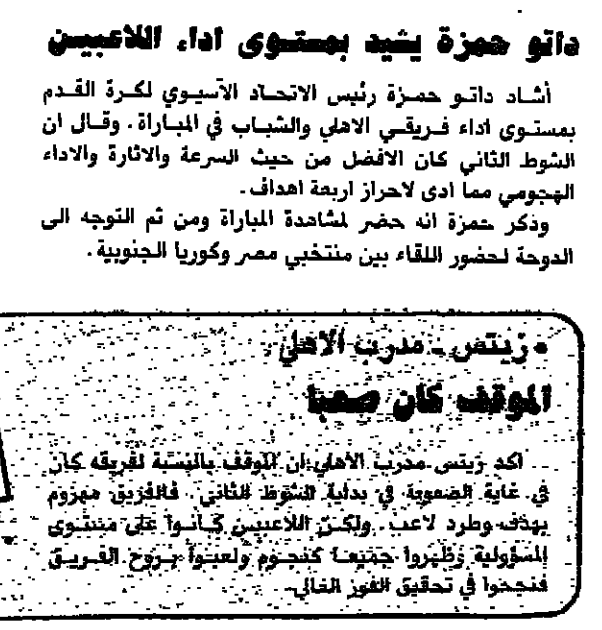 داتو حمزة يشيد بمستوى اداء اللاعبين
أشاد داتو حمزة رئيس الاتحاد الآسيوي لكرة القدم
بمستوى اداء فريقي الاهلي والشباب في المباراة. وقال ان
الشوط الثاني كان الافضل من حيث السرعة والاثارة والاداء
الهجومي مما ادى لاحراز اربعة اهداف.
وذكر حمزة انه حضر لمشاهدة المباراة ومن ثم التوجه الى
الدوحة لحضور اللقاء بين منتخبي مصر وكوريا الجنوبية.
• زينتس - مدرب الاهلي
الموقف كان صعبا
اكد زيتس مدرب الاهلي ان الموقف بالنسبة لفريقه كان
في غاية الصعوبة في بداية الشوط الثاني. فالفريق مهزوم
بهدف وطرد لاعب. ولكن اللاعبين كانوا على مستوى
المسؤولية وظهروا جميعا كنجوم ولعبوا بروح الفريق
فنجحوا في تحقيق الفوز الغالي.